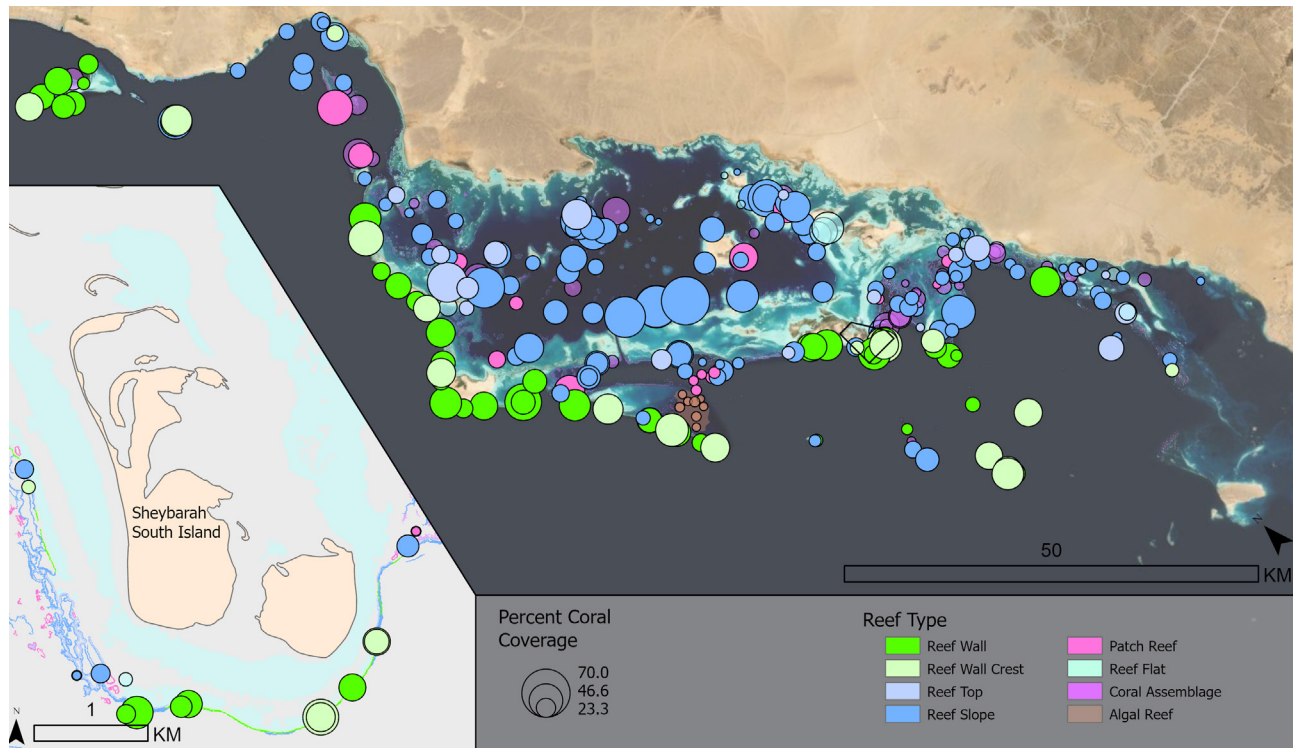 Sheybarah
South Island
N
1
KM
N
50
KM
Percent Coral
Coverage
70.0
46.6
23.3
Reef Type
Reef Wall
Reef Wall Crest
Reef Top
Reef Slope
Patch Reef
Reef Flat
Coral Assemblage
Algal Reef